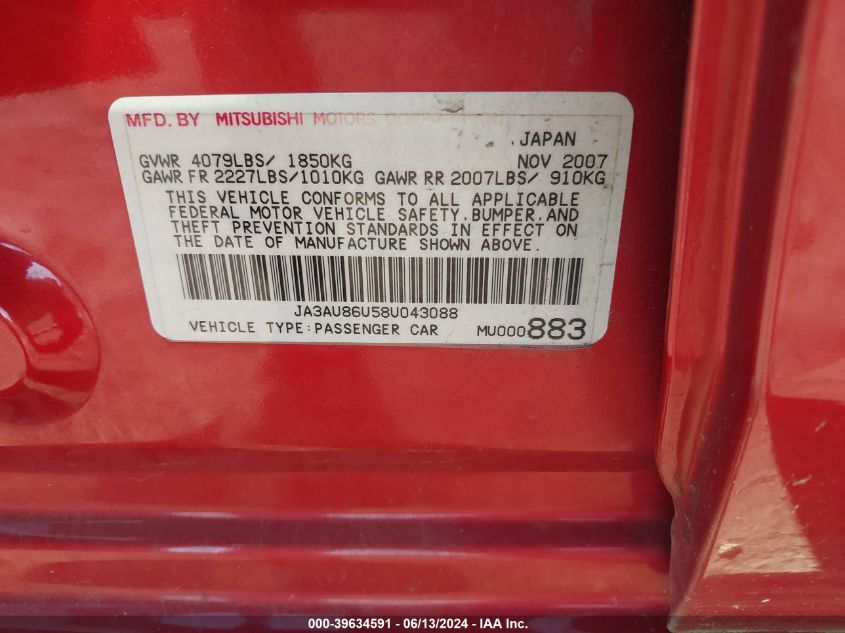 MFD. BY MITSUBISHI MOTORS
JAPAN
GVWR 4079LBS/ 1850KG NOV 2007
GAWR FR 2227LBS/1010KG GAWR RR 2007LBS/ 910KG
THIS VEHICLE CONFORMS TO ALL APPLICABLE
FEDERAL MOTOR VEHICLE SAFETY, BUMPER, AND
THEFT PREVENTION STANDARDS IN EFFECT ON
THE DATE OF MANUFACTURE SHOWN ABOVE.
JA3AU86U58U043088
VEHICLE TYPE:PASSENGER CAR MU000883
000-39634591 - 06/13/2024 - IAA Inc.